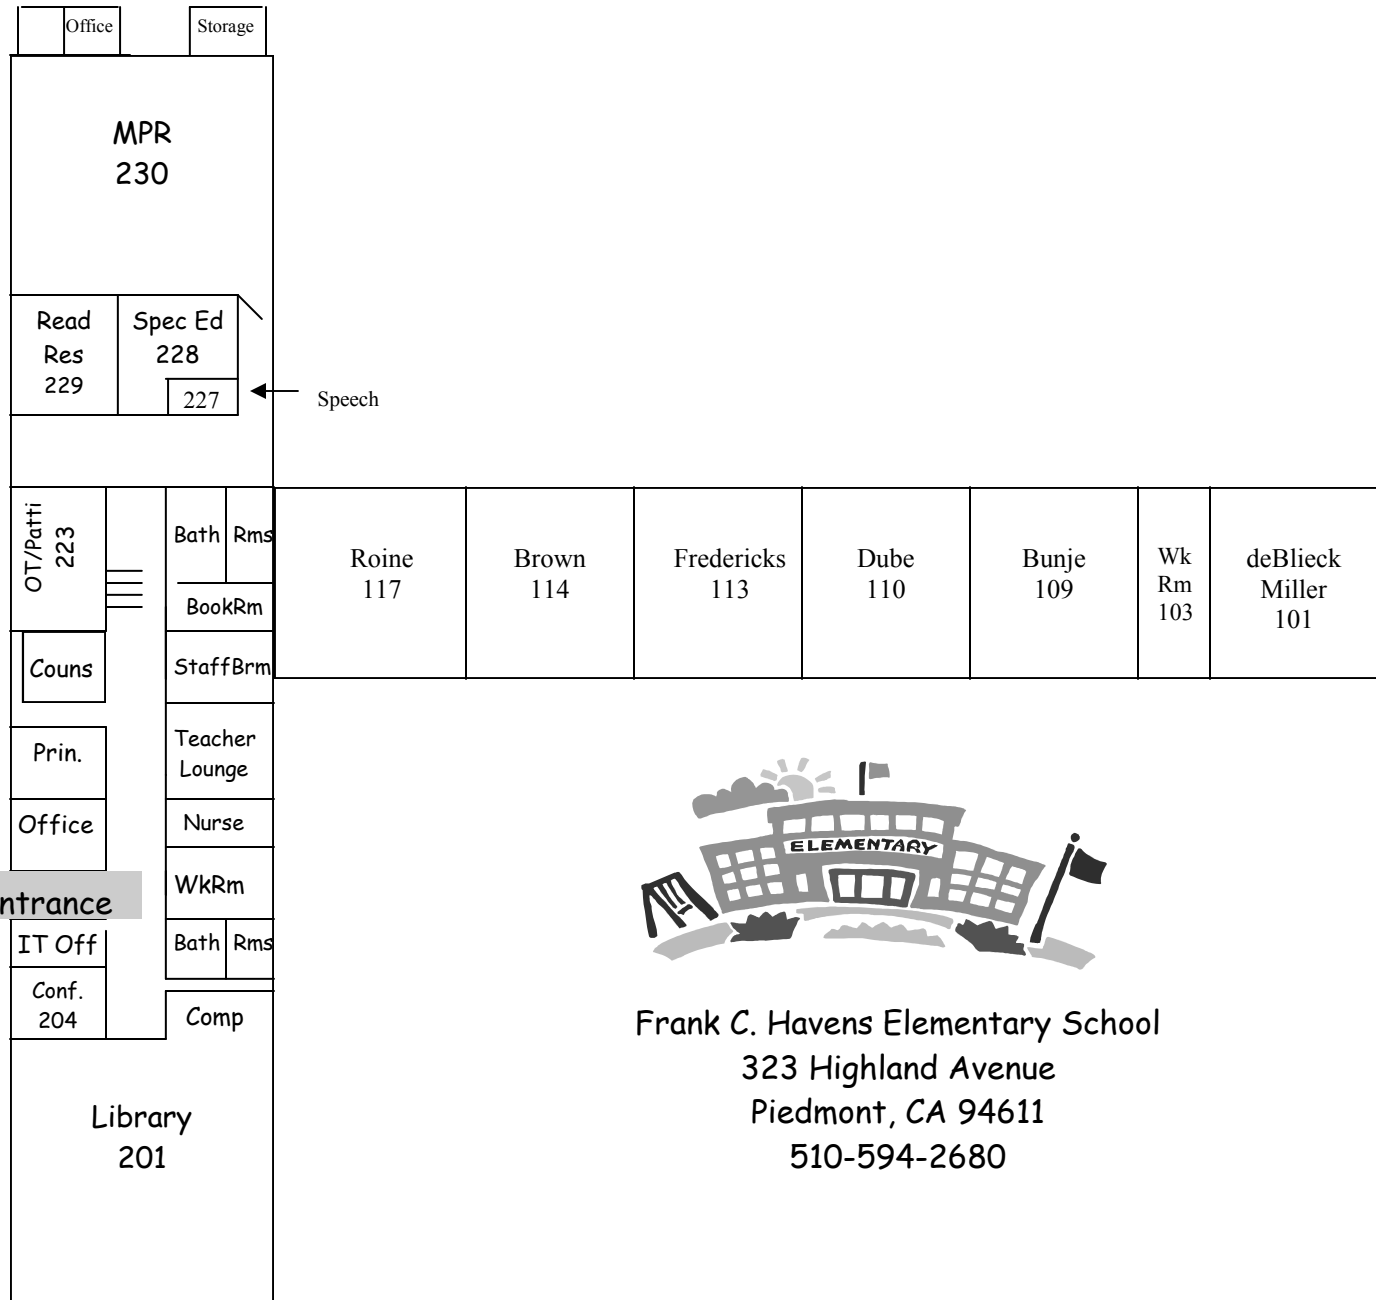 Office
Storage
MPR
230
Read
Res
229
Spec Ed
228
227
Speech
OT/Patti
223
Bath Rms
BookRm
Roine
117
Brown
114
Fredericks
113
Dube
110
Bunje
109
Wk
Rm
103
deBlieck
Miller
101
Couns
StaffBrm
Prin.
Teacher
Lounge
Office
Nurse
ntrance
WkRm
IT Off
Bath Rms
Conf.
204
Comp
Library
201
ELEMENTARY
Frank C. Havens Elementary School
323 Highland Avenue
Piedmont, CA 94611
510-594-2680